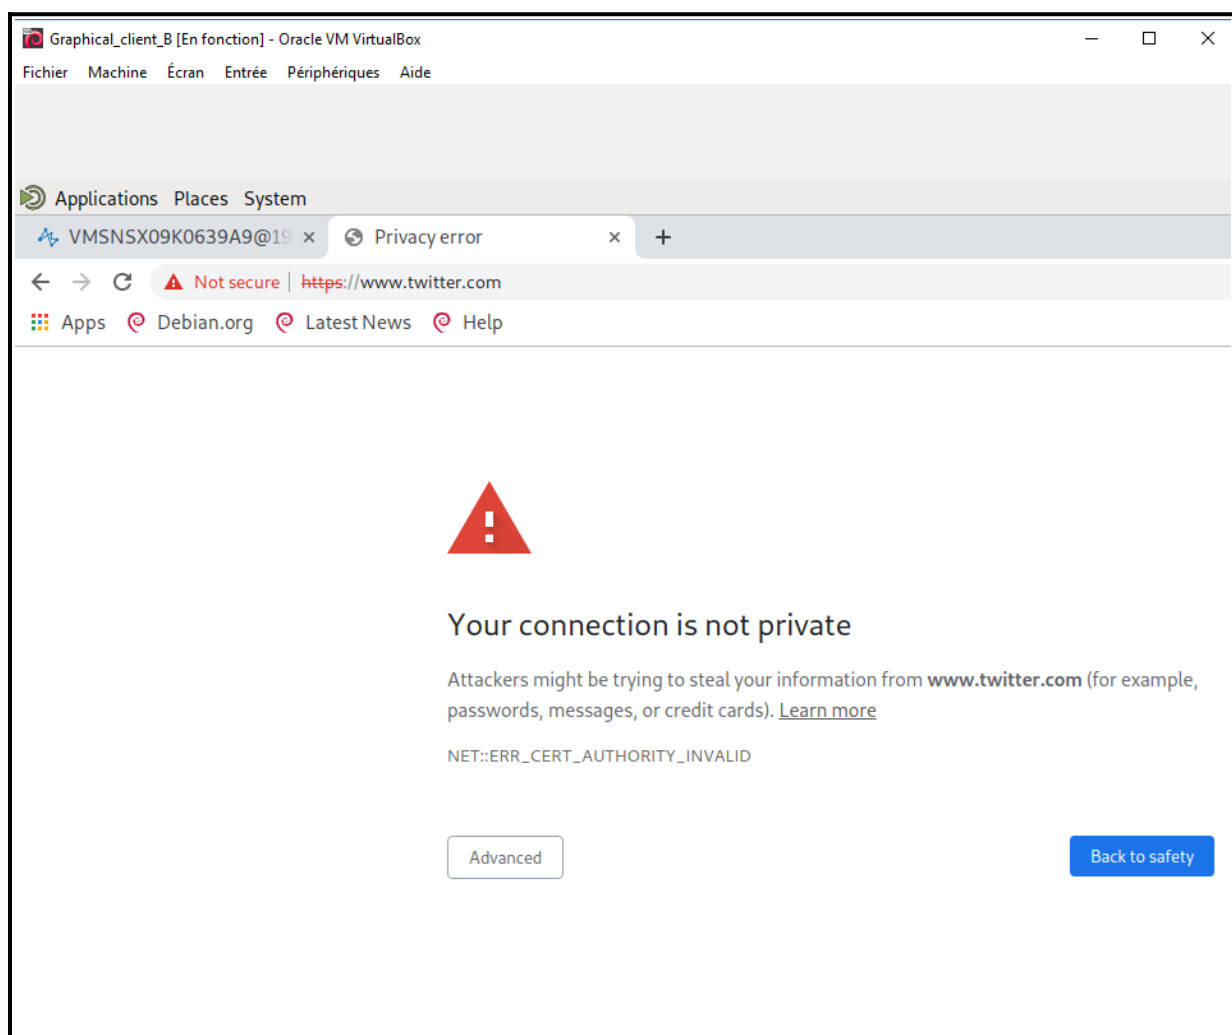 Graphical_client_B [En fonction] - Oracle VM VirtualBox
Fichier Machine Écran Entrée Périphériques Aide
Applications Places System
VMSNSX09K0639A9@19 Privacy error
Not secure https://www.twitter.com
Apps Debian.org Latest News Help
Your connection is not private
Attackers might be trying to steal your information from www.twitter.com (for example,
passwords, messages, or credit cards). Learn more
NET::ERR_CERT_AUTHORITY_INVALID
Advanced Back to safety